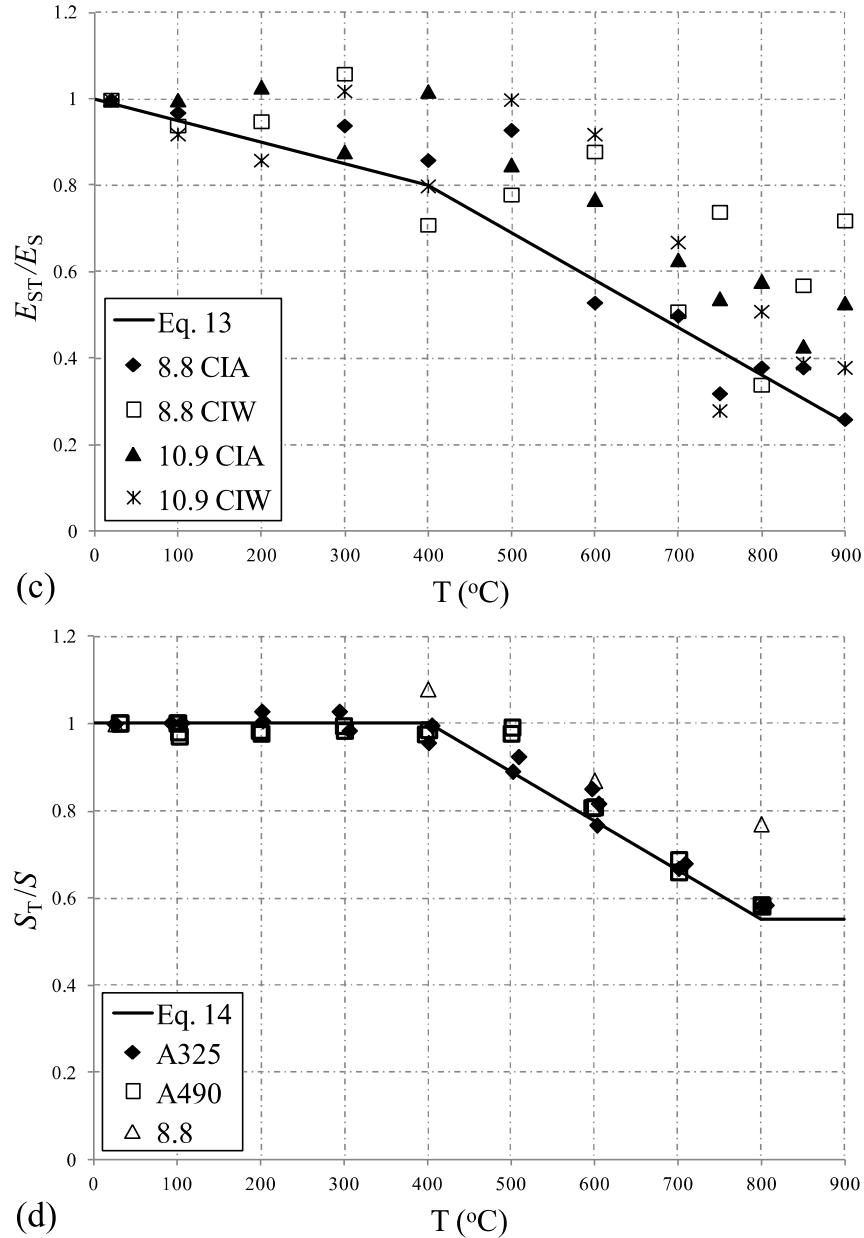 1.2
1
0.8
0.6
0.4
0.2
0
E_ST/E_S
Eq. 13
8.8 CIA
8.8 CIW
10.9 CIA
10.9 CIW
0 100 200 300 400 500 600 700 800 900
(c)
T (°C)
1.2
1
0.8
0.6
0.4
0.2
0
S_T/S
Eq. 14
A325
A490
8.8
0 100 200 300 400 500 600 700 800 900
(d)
T (°C)